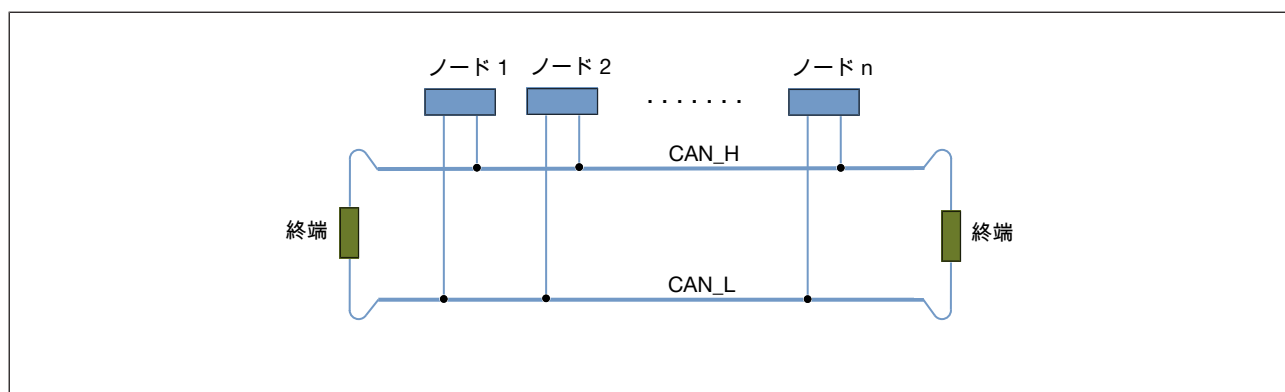 ノード 1
ノード 2
. . . . . . .
ノード n
CAN_H
終端
終端
CAN_L